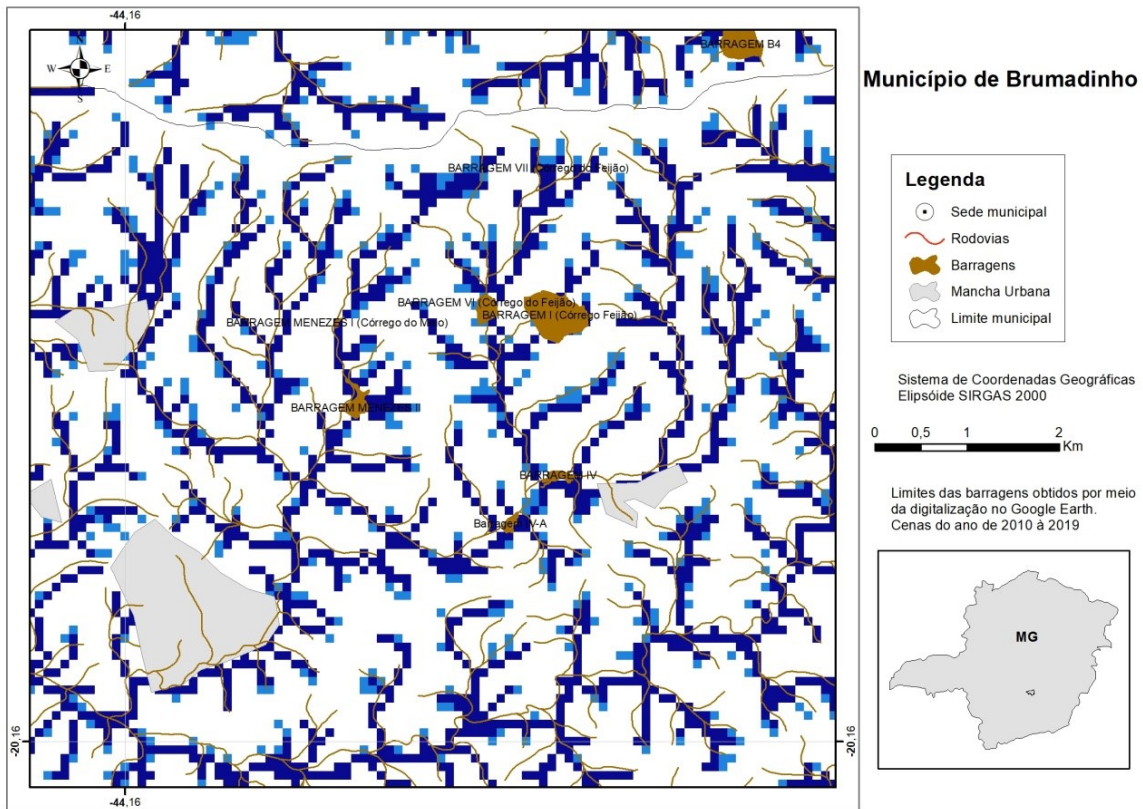 -44,16
N
W
E
S
BARRAGEM B4
BARRAGEM VII (Córrego do Feijão)
BARRAGEM VI (Córrego do Feijão)
BARRAGEM I (Córrego Feijão)
BARRAGEM MENEZES I (Córrego do Meio)
BARRAGEM MENEZES II
BARRAGEM IV
Barragem IV-A
-20,16
-20,16
-44,16
Município de Brumadinho
Legenda
Sede municipal
Rodovias
Barragens
Mancha Urbana
Limite municipal
Sistema de Coordenadas Geográficas
Elipsóide SIRGAS 2000
0 0,5 1 2
Km
Limites das barragens obtidos por meio
da digitalização no Google Earth.
Cenas do ano de 2010 à 2019
MG